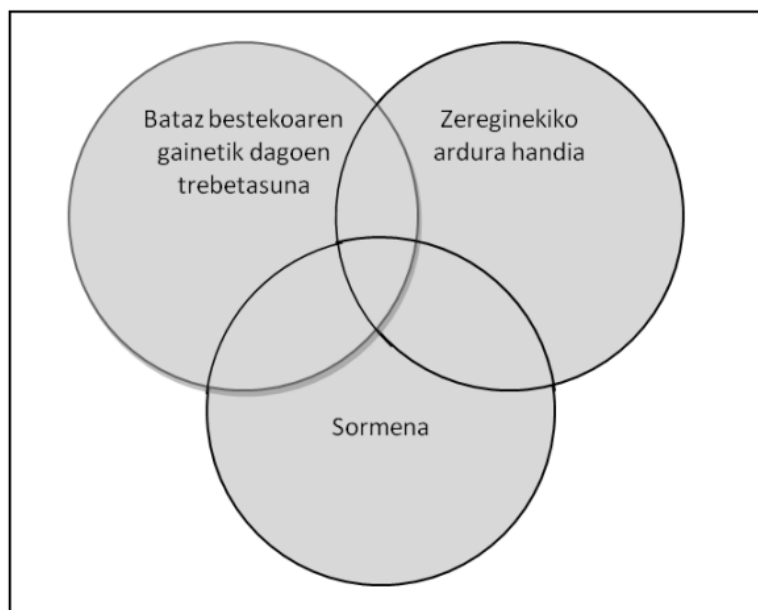 Bataz bestekoaren
gainetik dagoen
trebetasuna
Zereginekiko
ardura handia
Sormena